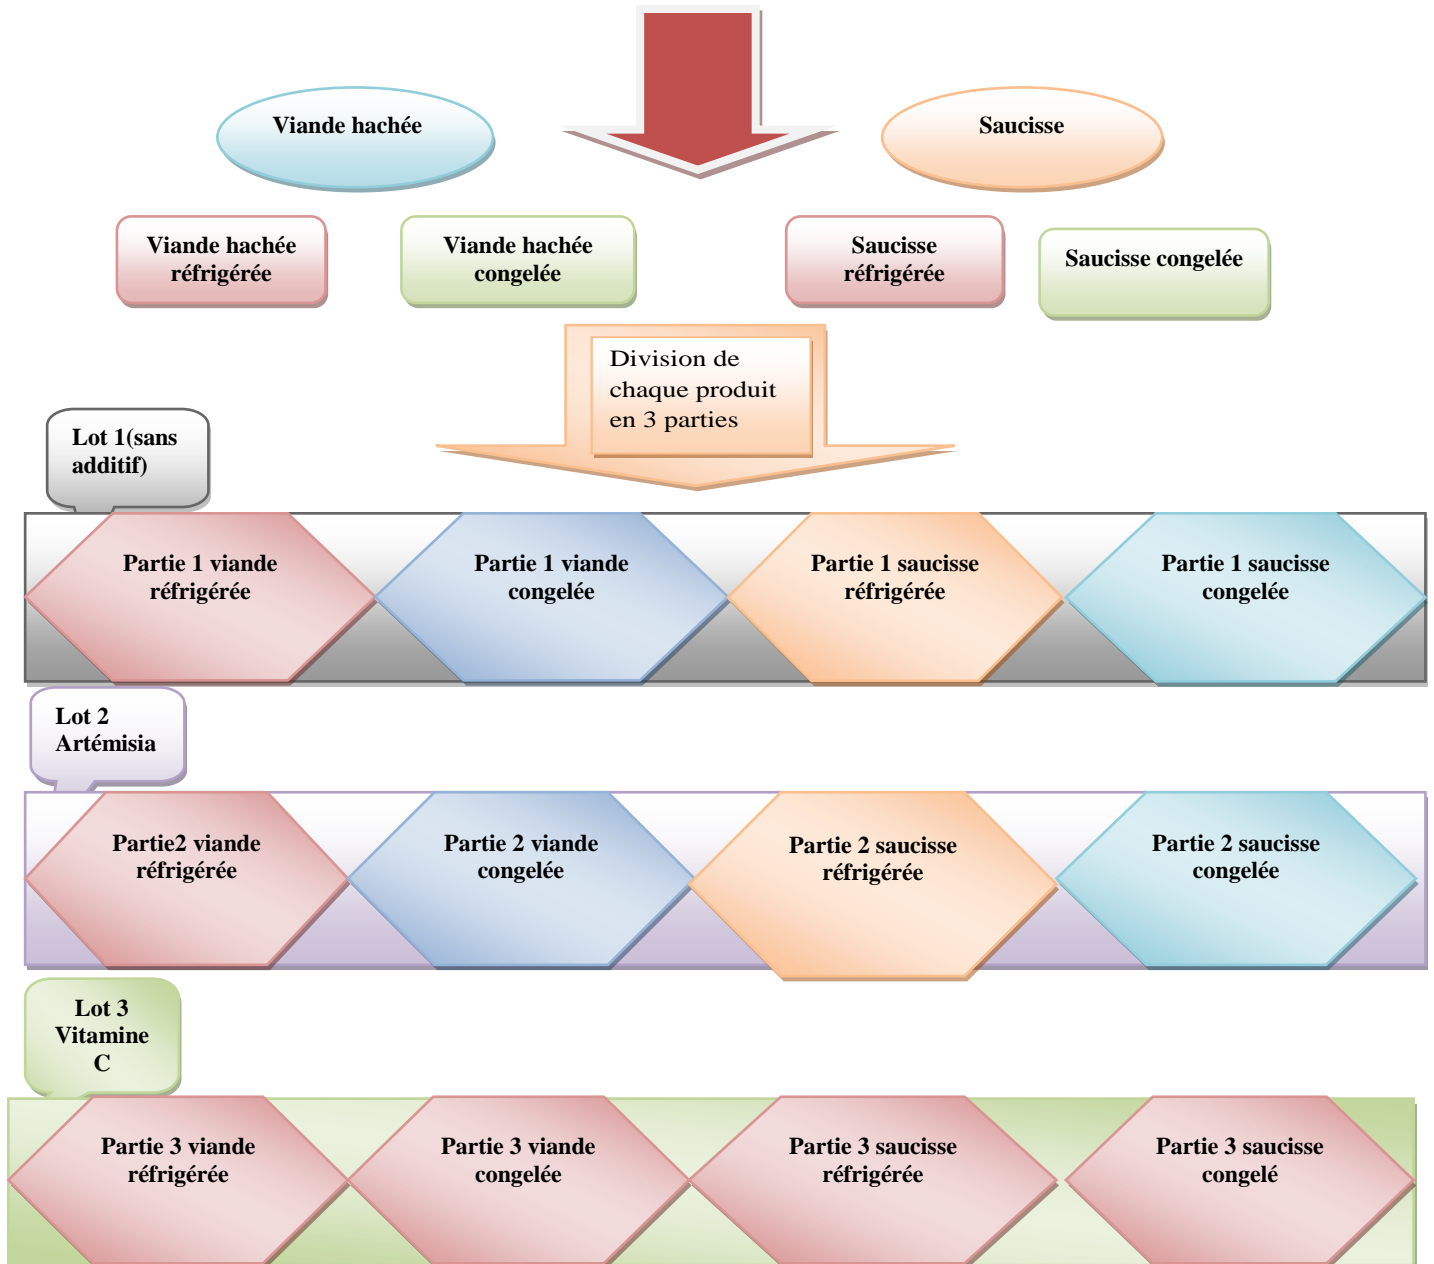 Viande hachée
Saucisse
Viande hachée
réfrigérée
Viande hachée
congelée
Saucisse
réfrigérée
Saucisse congelée
Division de
chaque produit
en 3 parties
Lot 1(sans
additif)
Partie 1 viande
réfrigérée
Partie 1 viande
congelée
Partie 1 saucisse
réfrigérée
Partie 1 saucisse
congelée
Lot 2
Artémisia
Partie2 viande
réfrigérée
Partie 2 viande
congelée
Partie 2 saucisse
réfrigérée
Partie 2 saucisse
congelée
Lot 3
Vitamine
C
Partie 3 viande
réfrigérée
Partie 3 viande
congelée
Partie 3 saucisse
réfrigérée
Partie 3 saucisse
congelé